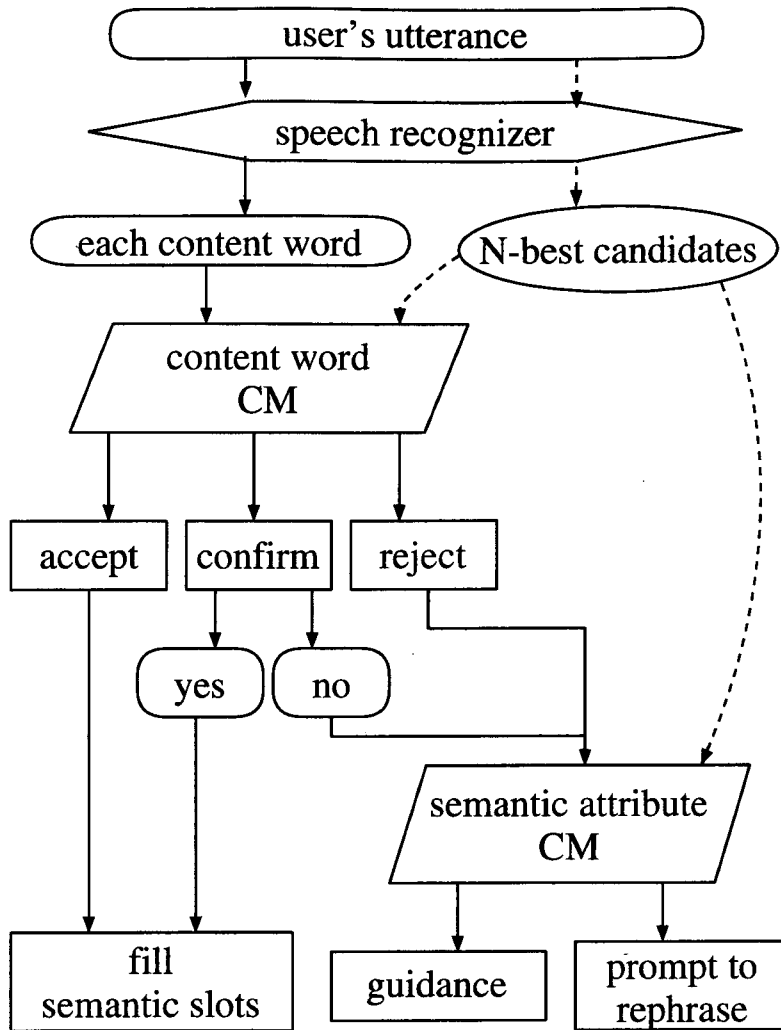 user's utterance
speech recognizer
each content word
N-best candidates
content word
CM
accept
confirm
reject
yes
no
semantic attribute
CM
fill
semantic slots
guidance
prompt to
rephrase